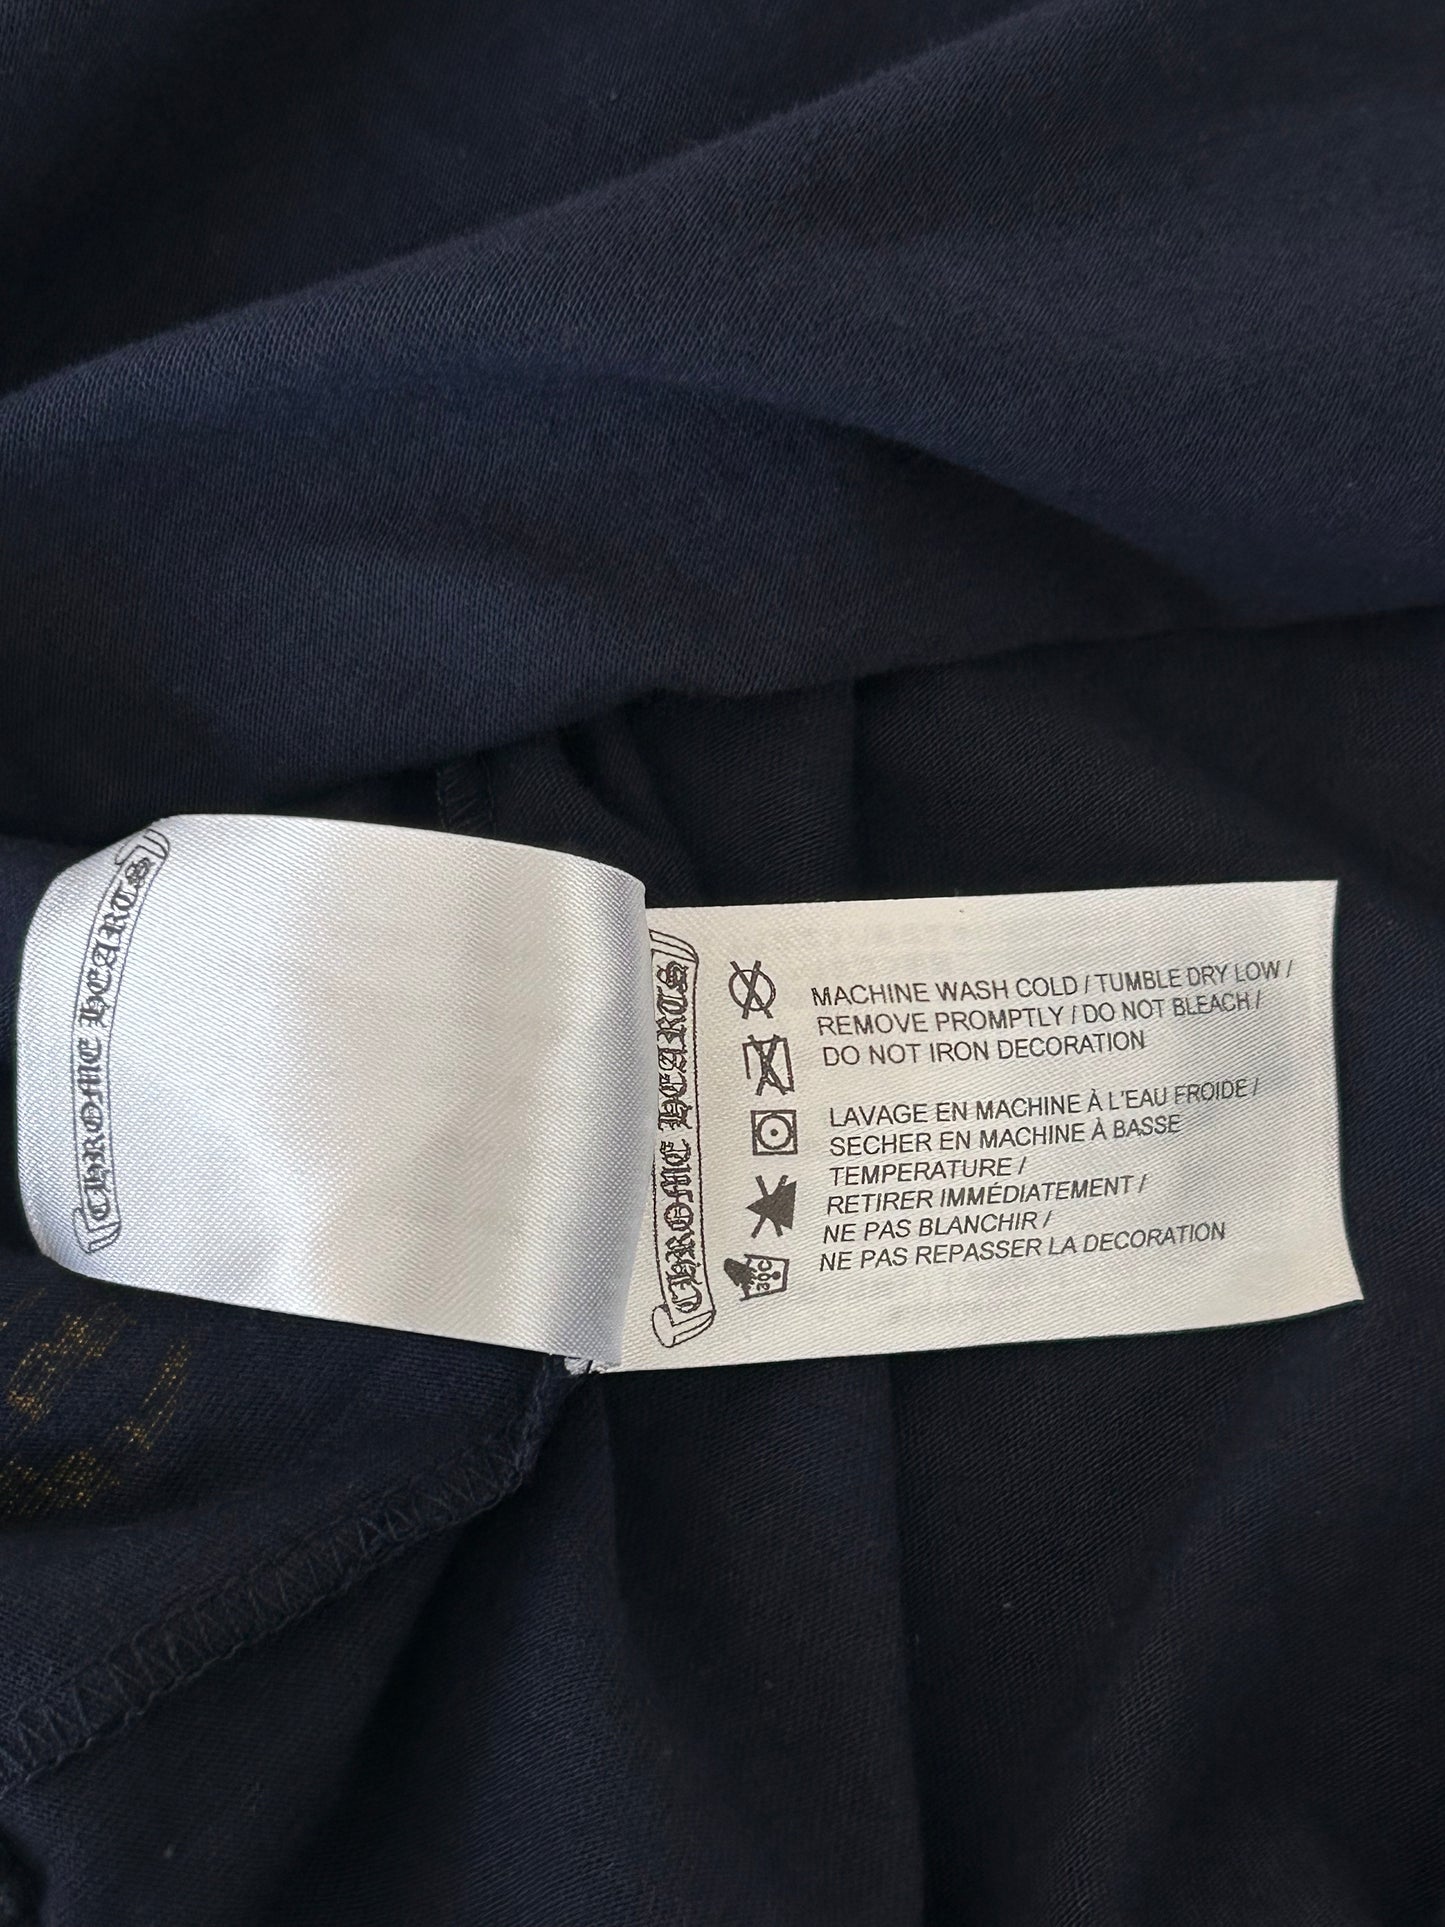 CHROME HEARTS
CHROME HEARTS
MACHINE WASH COLD / TUMBLE DRY LOW /
REMOVE PROMPTLY / DO NOT BLEACH /
DO NOT IRON DECORATION
LAVAGE EN MACHINE À L'EAU FROIDE /
SECHER EN MACHINE À BASSE
TEMPERATURE /
RETIRER IMMÉDIATEMENT /
NE PAS BLANCHIR /
NE PAS REPASSER LA DECORATION